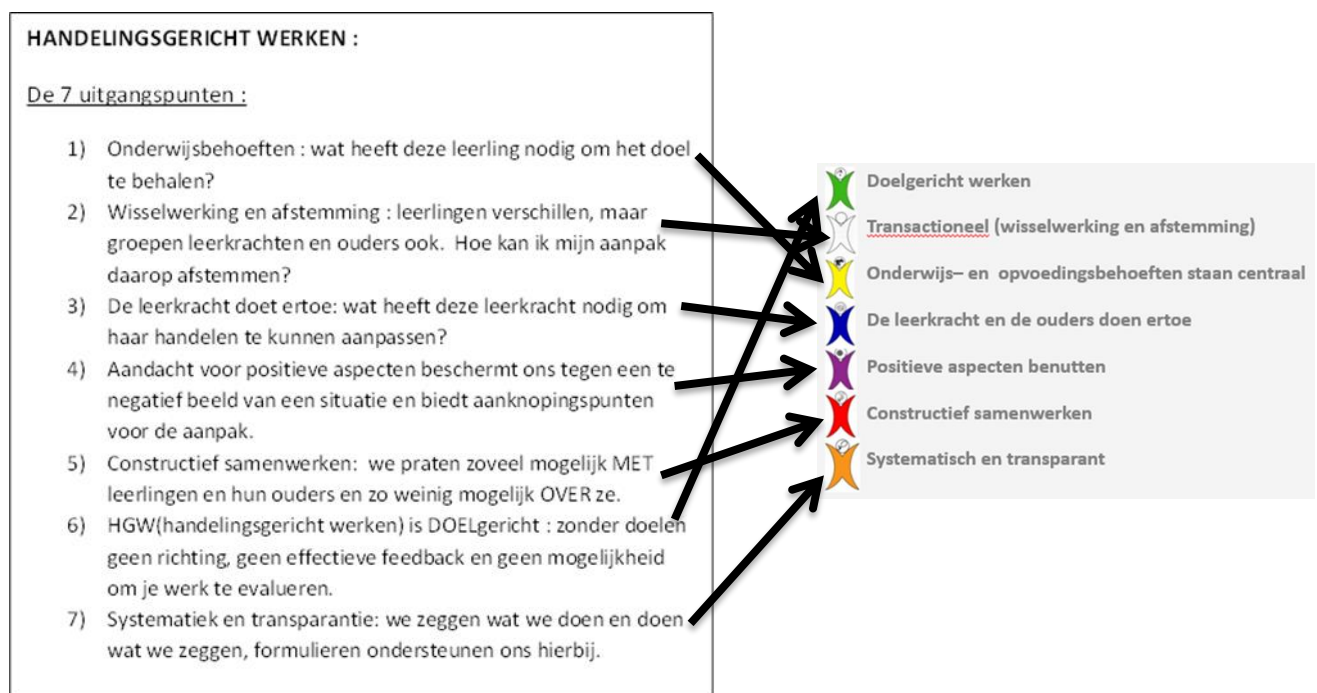 HANDELINGSGERICHT WERKEN :
De 7 uitgangspunten :
1) Onderwijsbehoeften : wat heeft deze leerling nodig om het doel
te behalen?
2) Wisselwerking en afstemming : leerlingen verschillen, maar
groepen leerkrachten en ouders ook. Hoe kan ik mijn aanpak
daarop afstemmen?
3) De leerkracht doet ertoe: wat heeft deze leerkracht nodig om
haar handelen te kunnen aanpassen?
4) Aandacht voor positieve aspecten beschermt ons tegen een te
negatief beeld van een situatie en biedt aanknopingspunten
voor de aanpak.
5) Constructief samenwerken: we praten zoveel mogelijk MET
leerlingen en hun ouders en zo weinig mogelijk OVER ze.
6) HGW(handelingsgericht werken) is DOELgericht : zonder doelen
geen richting, geen effectieve feedback en geen mogelijkheid
om je werk te evalueren.
7) Systematiek en transparantie: we zeggen wat we doen en doen
wat we zeggen, formulieren ondersteunen ons hierbij.
Doelgericht werken
Transactioneel (wisselwerking en afstemming)
Onderwijs– en opvoedingsbehoeften staan centraal
De leerkracht en de ouders doen ertoe
Positieve aspecten benutten
Constructief samenwerken
Systematisch en transparant